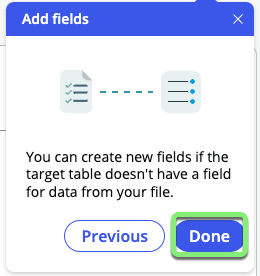 Add fields
You can create new fields if the
target table doesn't have a field
for data from your file.
Previous
Done